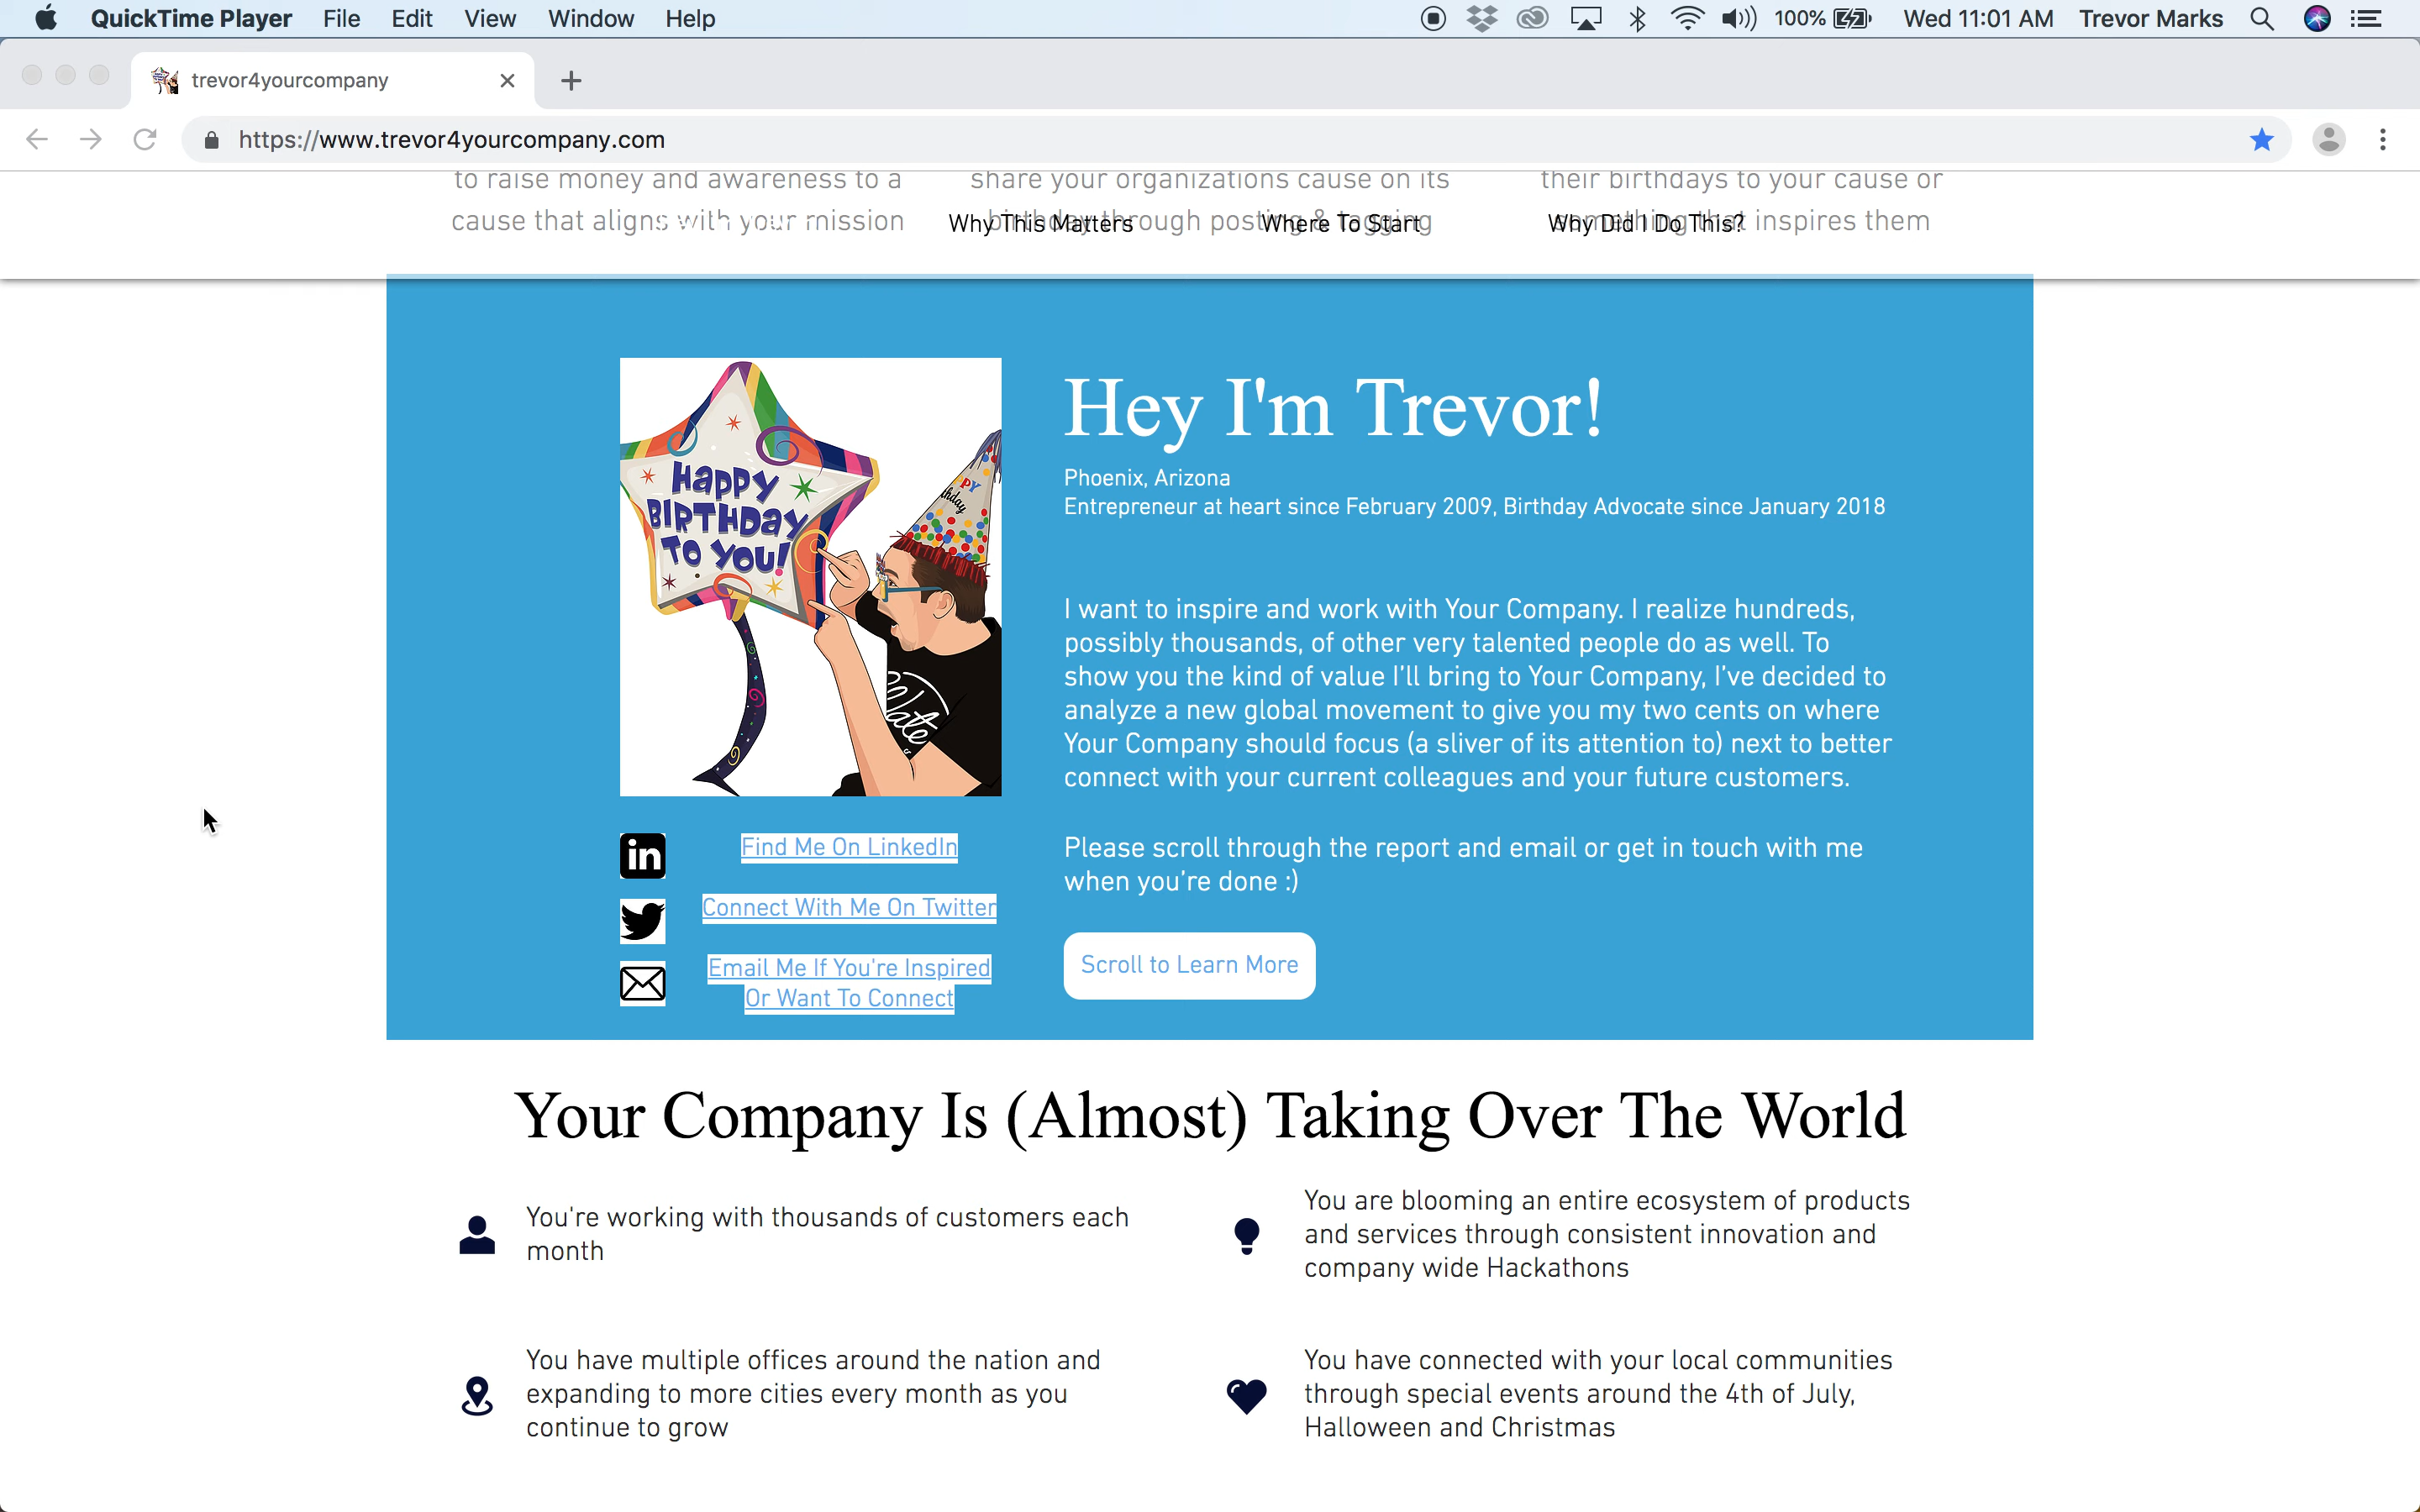 QuickTime Player File Edit View Window Help 100% Wed 11:01 AM Trevor Marks
trevor4yourcompany
https://www.trevor4yourcompany.com
to raise money and awareness to a
cause that aligns with your mission
share your organizations cause on its
birthday through posting & tagging
their birthdays to your cause or
something that inspires them
Why This Matters Where To Start Why Did I Do This?
HAPPY
BIRTHDAY
TO YOU!
PY
thday
Hey I'm Trevor!
Phoenix, Arizona
Entrepreneur at heart since February 2009, Birthday Advocate since January 2018
I want to inspire and work with Your Company. I realize hundreds,
possibly thousands, of other very talented people do as well. To
show you the kind of value I'll bring to Your Company, I've decided to
analyze a new global movement to give you my two cents on where
Your Company should focus (a sliver of its attention to) next to better
connect with your current colleagues and your future customers.
Please scroll through the report and email or get in touch with me
when you're done :)
Scroll to Learn More
in
Find Me On LinkedIn
Connect With Me On Twitter
Email Me If You're Inspired
Or Want To Connect
Your Company Is (Almost) Taking Over The World
You're working with thousands of customers each
month
You are blooming an entire ecosystem of products
and services through consistent innovation and
company wide Hackathons
You have multiple offices around the nation and
expanding to more cities every month as you
continue to grow
You have connected with your local communities
through special events around the 4th of July,
Halloween and Christmas